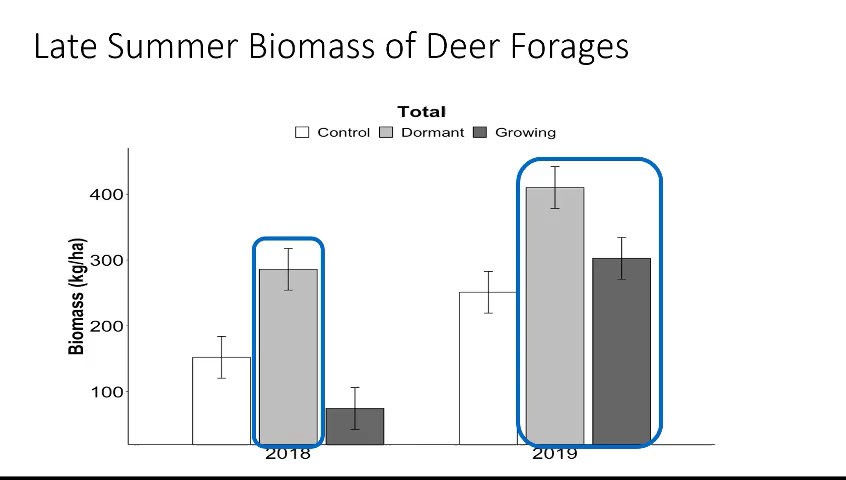 Late Summer Biomass of Deer Forages
Total
Control Dormant Growing
400
300
200
100
Biomass (kg/ha)
2018 2019